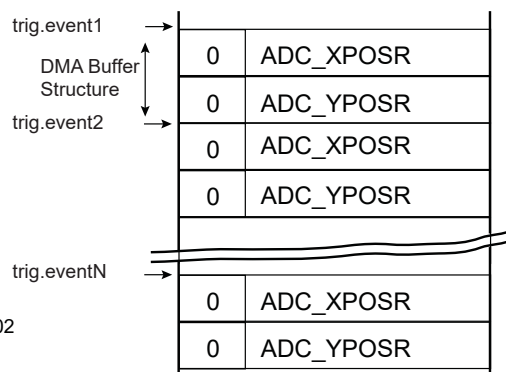 trig.event1
0 ADC_XPOSR
DMA Buffer
Structure
0 ADC_YPOSR
trig.event2
0 ADC_XPOSR
0 ADC_YPOSR
trig.eventN
0 ADC_XPOSR
02
0 ADC_YPOSR